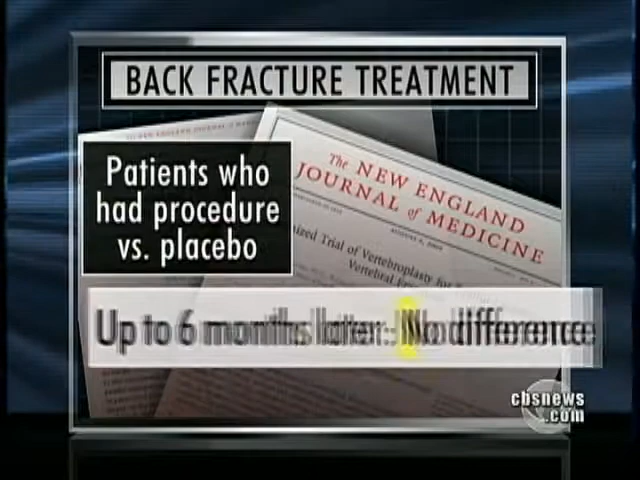 BACK FRACTURE TREATMENT
The NEW ENGLAND
JOURNAL of MEDICINE
Trial of Vertebroplasty for
Vertebral
Patients who
had procedure
vs. placebo
Up to 6 months later: No difference
cbsnews
.com